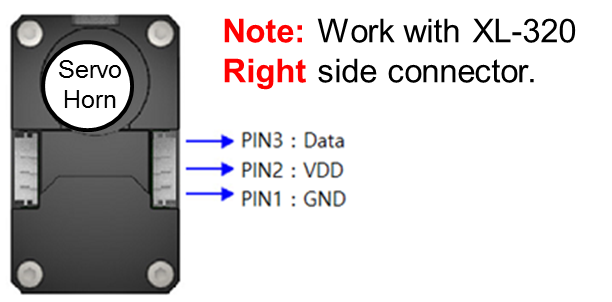 Note: Work with XL-320
Right side connector.
Servo
Horn
PIN3 : Data
PIN2 : VDD
PIN1 : GND